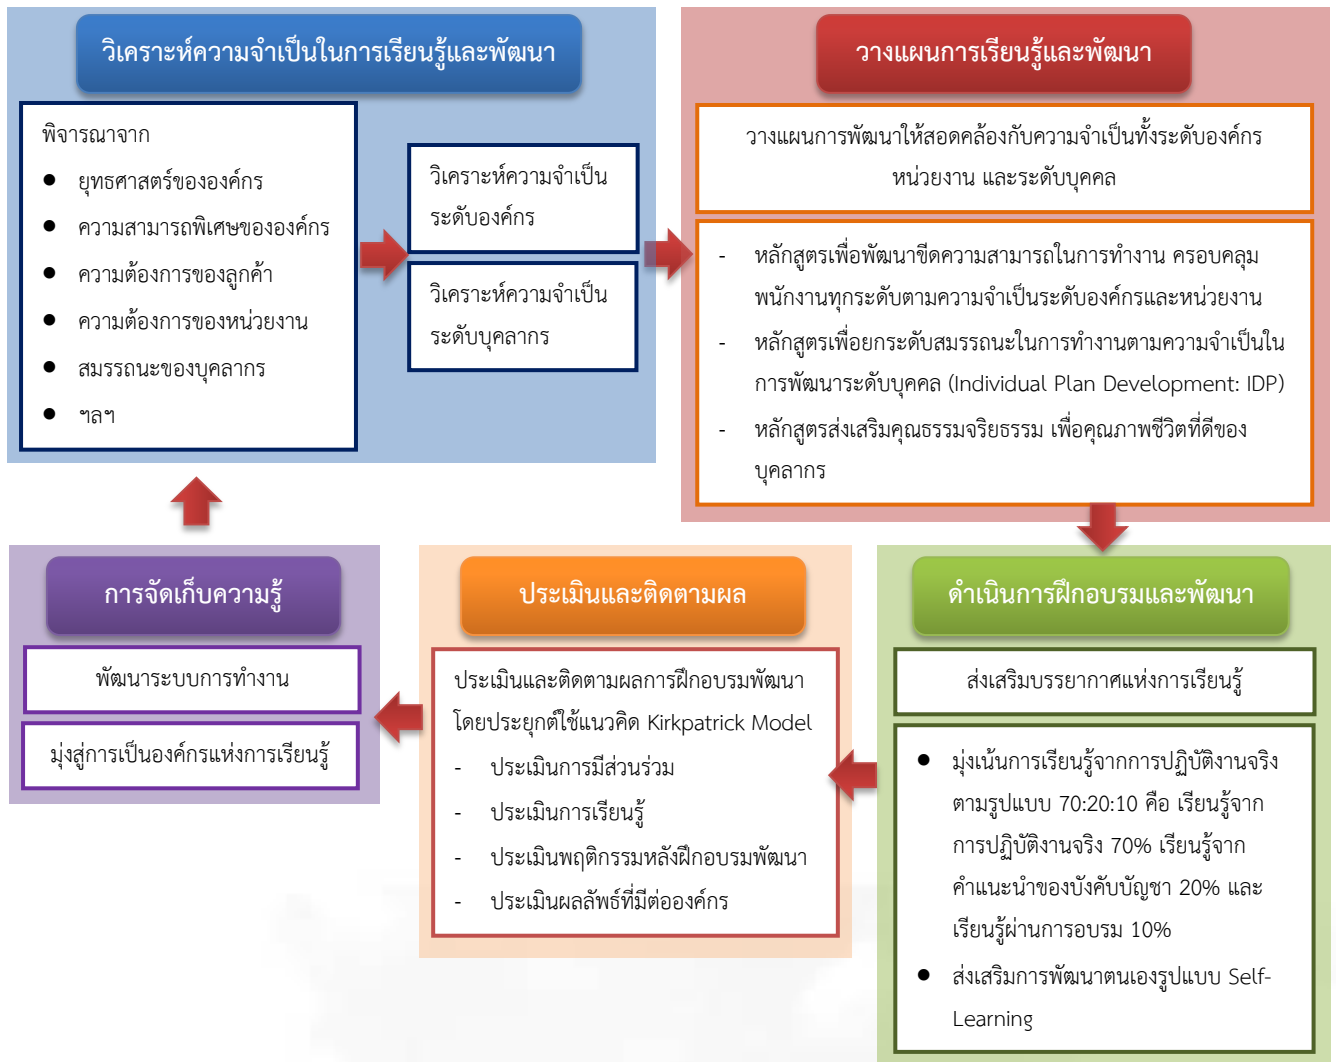 วิเคราะห์ความจำเป็นในการเรียนรู้และพัฒนา
พิจารณาจาก
● ยุทธศาสตร์ขององค์กร
● ความสามารถพิเศษขององค์กร
● ความต้องการของลูกค้า
● ความต้องการของหน่วยงาน
● สมรรถนะของบุคลากร
● ฯลฯ
วิเคราะห์ความจำเป็น
ระดับองค์กร
วิเคราะห์ความจำเป็น
ระดับบุคลากร
วางแผนการเรียนรู้และพัฒนา
วางแผนการพัฒนาให้สอดคล้องกับความจำเป็นทั้งระดับองค์กร
หน่วยงาน และระดับบุคคล
- หลักสูตรเพื่อพัฒนาขีดความสามารถในการทำงาน ครอบคลุม
พนักงานทุกระดับตามความจำเป็นระดับองค์กรและหน่วยงาน
- หลักสูตรเพื่อยกระดับสมรรถนะในการทำงานตามความจำเป็นใน
การพัฒนาระดับบุคคล (Individual Plan Development: IDP)
- หลักสูตรส่งเสริมคุณธรรมจริยธรรม เพื่อคุณภาพชีวิตที่ดีของ
บุคลากร
ดำเนินการฝึกอบรมและพัฒนา
ส่งเสริมบรรยากาศแห่งการเรียนรู้
● มุ่งเน้นการเรียนรู้จากการปฏิบัติงานจริง
ตามรูปแบบ 70:20:10 คือ เรียนรู้จาก
การปฏิบัติงานจริง 70% เรียนรู้จาก
คำแนะนำของบังคับบัญชา 20% และ
เรียนรู้ผ่านการอบรม 10%
● ส่งเสริมการพัฒนาตนเองรูปแบบ Self-
Learning
ประเมินและติดตามผล
ประเมินและติดตามผลการฝึกอบรมพัฒนา
โดยประยุกต์ใช้แนวคิด Kirkpatrick Model
- ประเมินการมีส่วนร่วม
- ประเมินการเรียนรู้
- ประเมินพฤติกรรมหลังฝึกอบรมพัฒนา
- ประเมินผลลัพธ์ที่มีต่อองค์กร
การจัดเก็บความรู้
พัฒนาระบบการทำงาน
มุ่งสู่การเป็นองค์กรแห่งการเรียนรู้